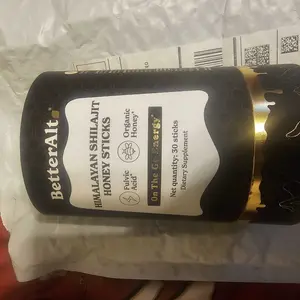 BetterAlt
HIMALAYAN SHILAJIT
HONEY STICKS
Fulvic
Acid*
Organic
Honey*
On The Go Energy*
Net quantity: 30 sticks
Dietary Supplement